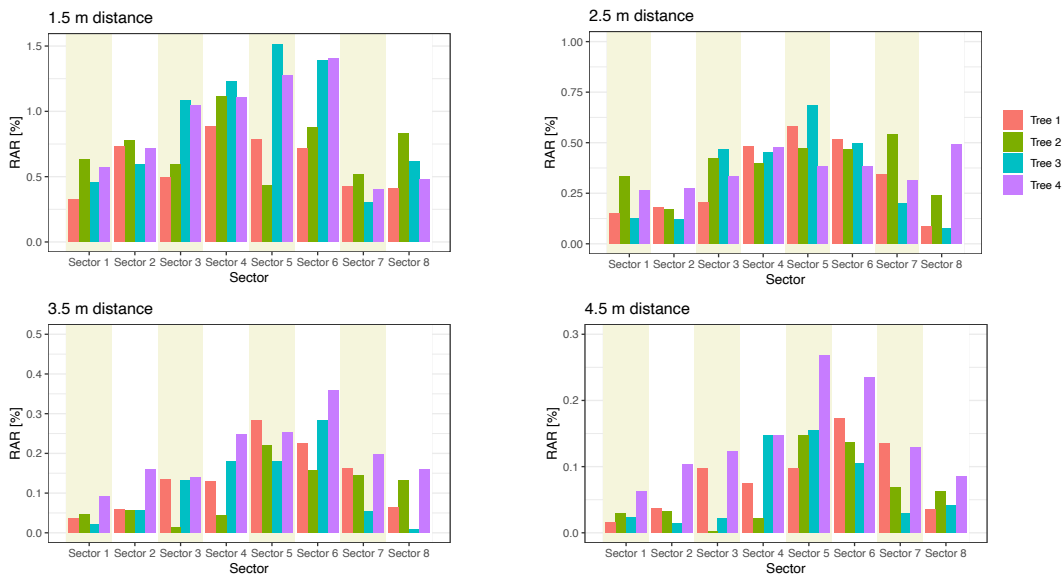 1.5 m distance
RAR [%]
1.5
1.0
0.5
0.0
Sector 1 Sector 2 Sector 3 Sector 4 Sector 5 Sector 6 Sector 7 Sector 8
Sector
2.5 m distance
RAR [%]
1.00
0.75
0.50
0.25
0.00
Sector 1 Sector 2 Sector 3 Sector 4 Sector 5 Sector 6 Sector 7 Sector 8
Sector
Tree 1
Tree 2
Tree 3
Tree 4
3.5 m distance
RAR [%]
0.5
0.4
0.3
0.2
0.1
0.0
Sector 1 Sector 2 Sector 3 Sector 4 Sector 5 Sector 6 Sector 7 Sector 8
Sector
4.5 m distance
RAR [%]
0.3
0.2
0.1
0.0
Sector 1 Sector 2 Sector 3 Sector 4 Sector 5 Sector 6 Sector 7 Sector 8
Sector